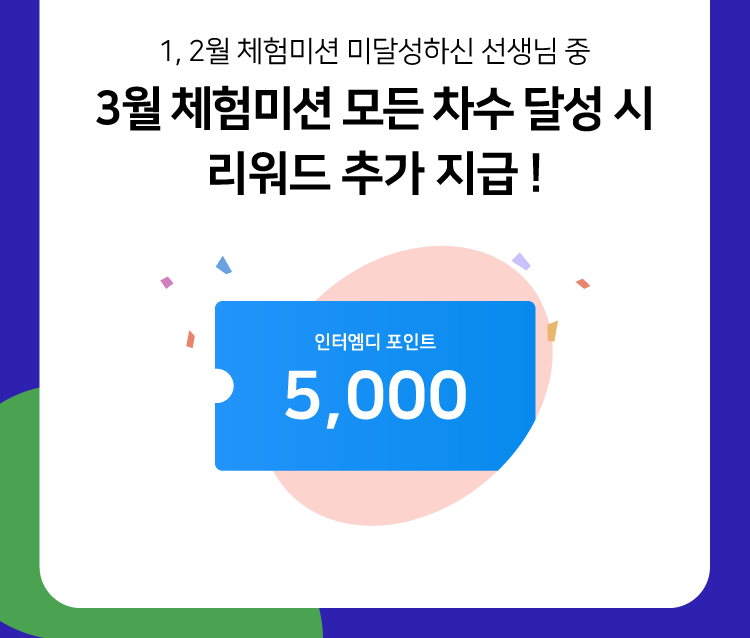 1, 2월 체험미션 미달성하신 선생님 중
3월 체험미션 모든 차수 달성 시
리워드 추가 지급 !
인터엠디 포인트
5,000